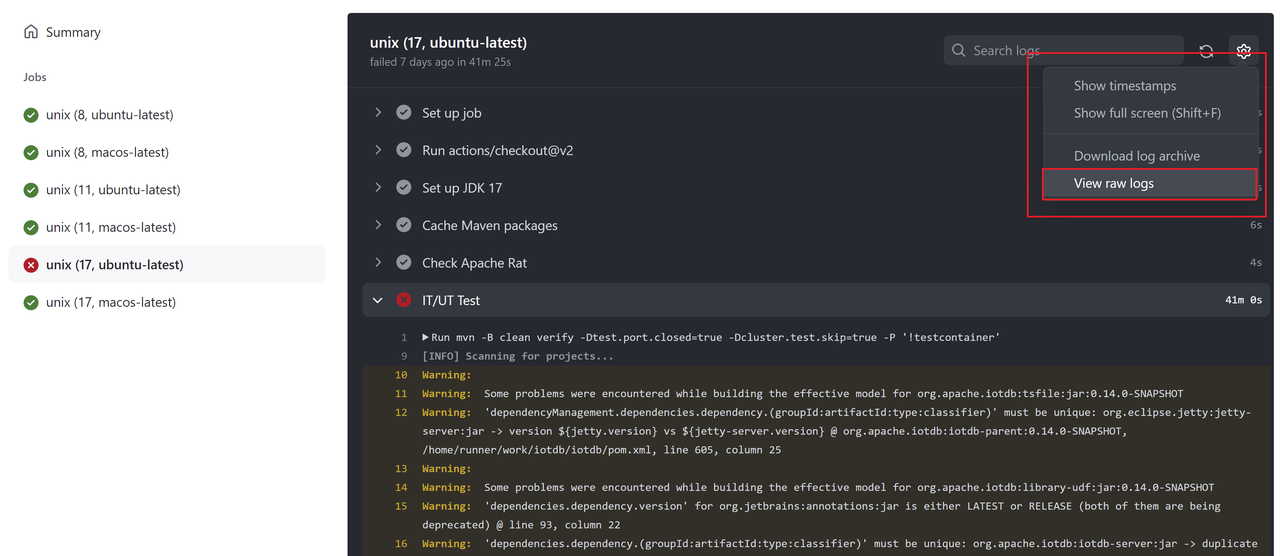 Summary
Jobs
unix (8, ubuntu-latest)
unix (8, macos-latest)
unix (11, ubuntu-latest)
unix (11, macos-latest)
unix (17, ubuntu-latest)
unix (17, macos-latest)
unix (17, ubuntu-latest)
failed 7 days ago in 41m 25s
Search logs
Show timestamps
Show full screen (Shift+F)
Download log archive
View raw logs
Set up job
s
Run actions/checkout@v2
s
Set up JDK 17
s
Cache Maven packages
6s
Check Apache Rat
4s
IT/UT Test
41m 0s
1 Run mvn -B clean verify -Dtest.port.closed=true -Dcluster.test.skip=true -P '!testcontainer'
9 [INFO] Scanning for projects...
10 Warning:
11 Warning: Some problems were encountered while building the effective model for org.apache.iotdb:tsfile:jar:0.14.0-SNAPSHOT
12 Warning: 'dependencyManagement.dependencies.dependency.(groupId:artifactId:type:classifier)' must be unique: org.eclipse.jetty:jetty-
server:jar -> version ${jetty.version} vs ${jetty-server.version} @ org.apache.iotdb:iotdb-parent:0.14.0-SNAPSHOT,
/home/runner/work/iotdb/iotdb/pom.xml, line 605, column 25
13 Warning:
14 Warning: Some problems were encountered while building the effective model for org.apache.iotdb:library-udf:jar:0.14.0-SNAPSHOT
15 Warning: 'dependencies.dependency.version' for org.jetbrains:annotations:jar is either LATEST or RELEASE (both of them are being
deprecated) @ line 93, column 22
16 Warning: 'dependencies.dependency.(groupId:artifactId:type:classifier)' must be unique: org.apache.iotdb:iotdb-server:jar -> duplicate